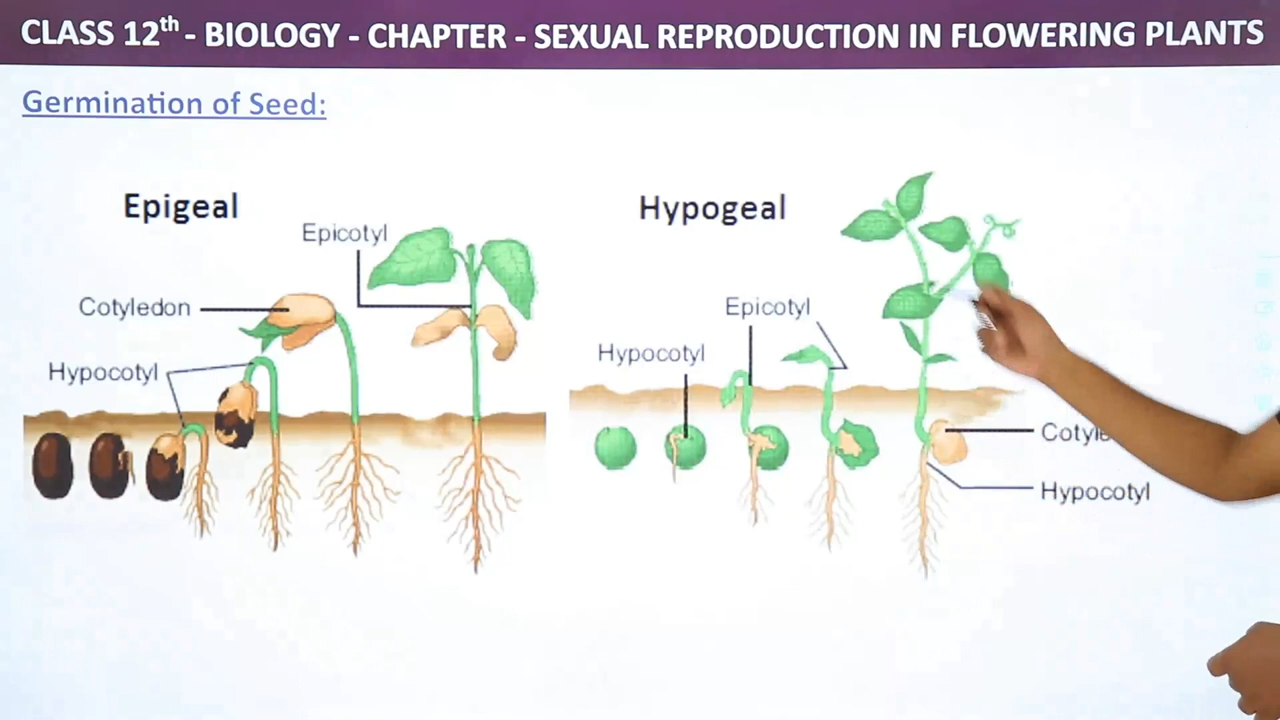 CLASS 12th - BIOLOGY - CHAPTER - SEXUAL REPRODUCTION IN FLOWERING PLANTS
Germination of Seed:
Epigeal
Epicotyl
Cotyledon
Hypocotyl
Hypogeal
Epicotyl
Hypocotyl
Hypocotyl